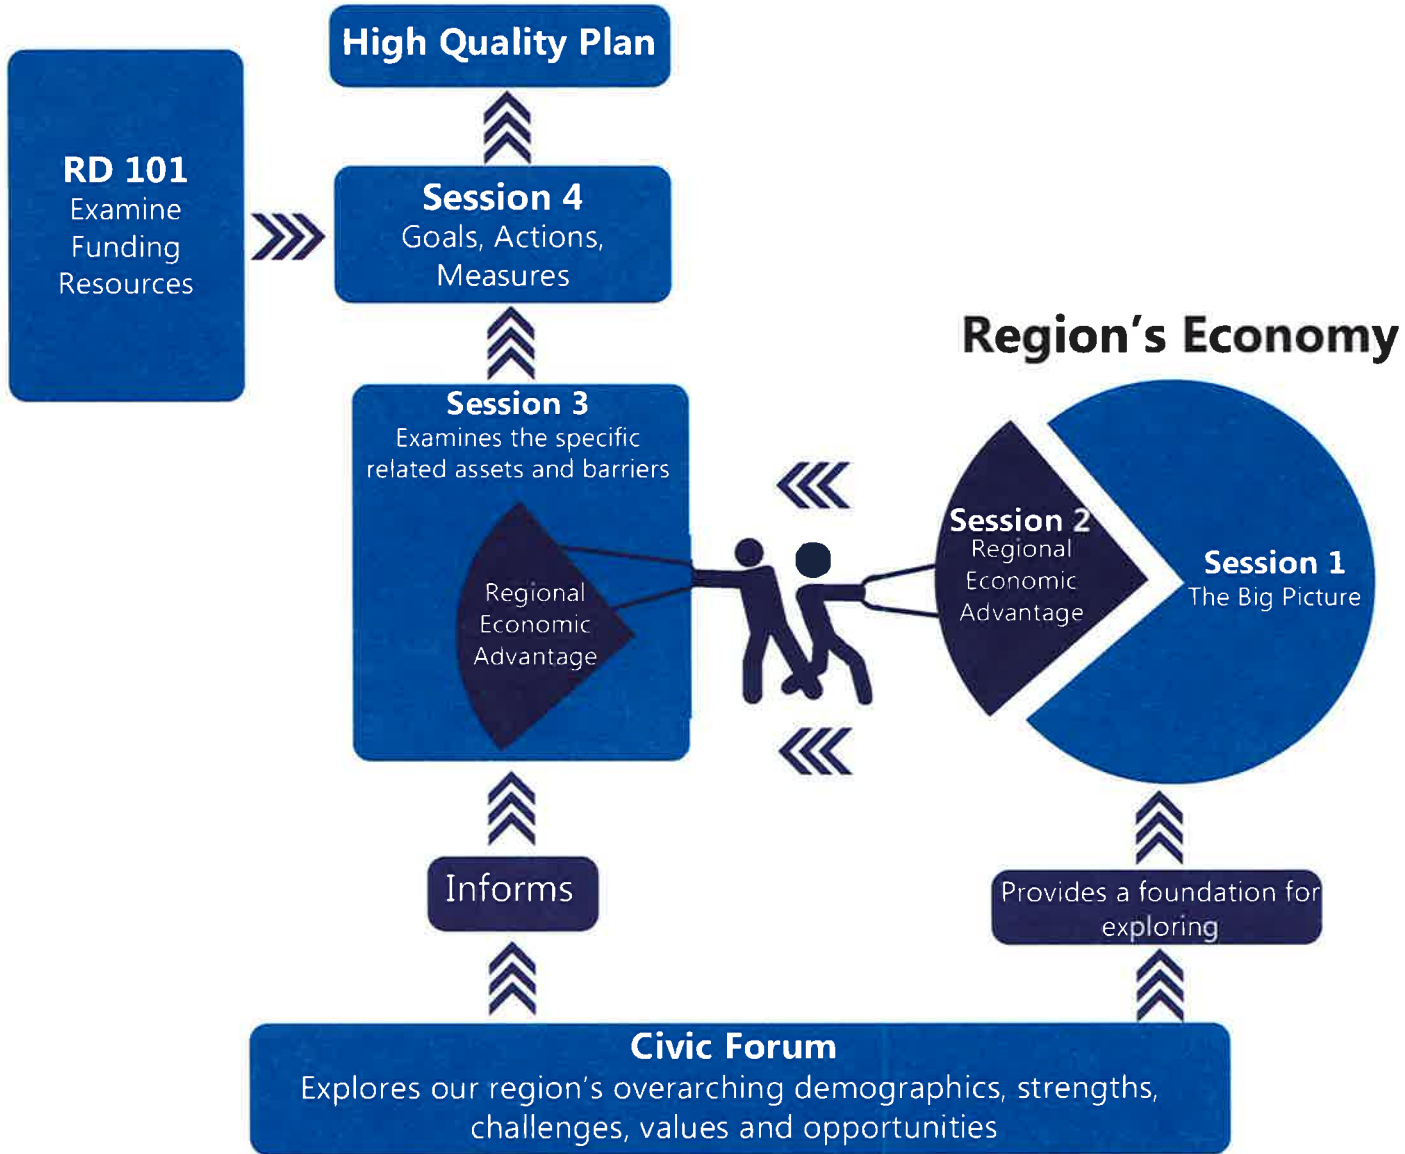 High Quality Plan
RD 101
Examine
Funding
Resources
Session 4
Goals, Actions,
Measures
Region's Economy
Session 3
Examines the specific
related assets and barriers
Regional
Economic
Advantage
Session 2
Regional
Economic
Advantage
Session 1
The Big Picture
Informs
Provides a foundation for
exploring
Civic Forum
Explores our region's overarching demographics, strengths,
challenges, values and opportunities